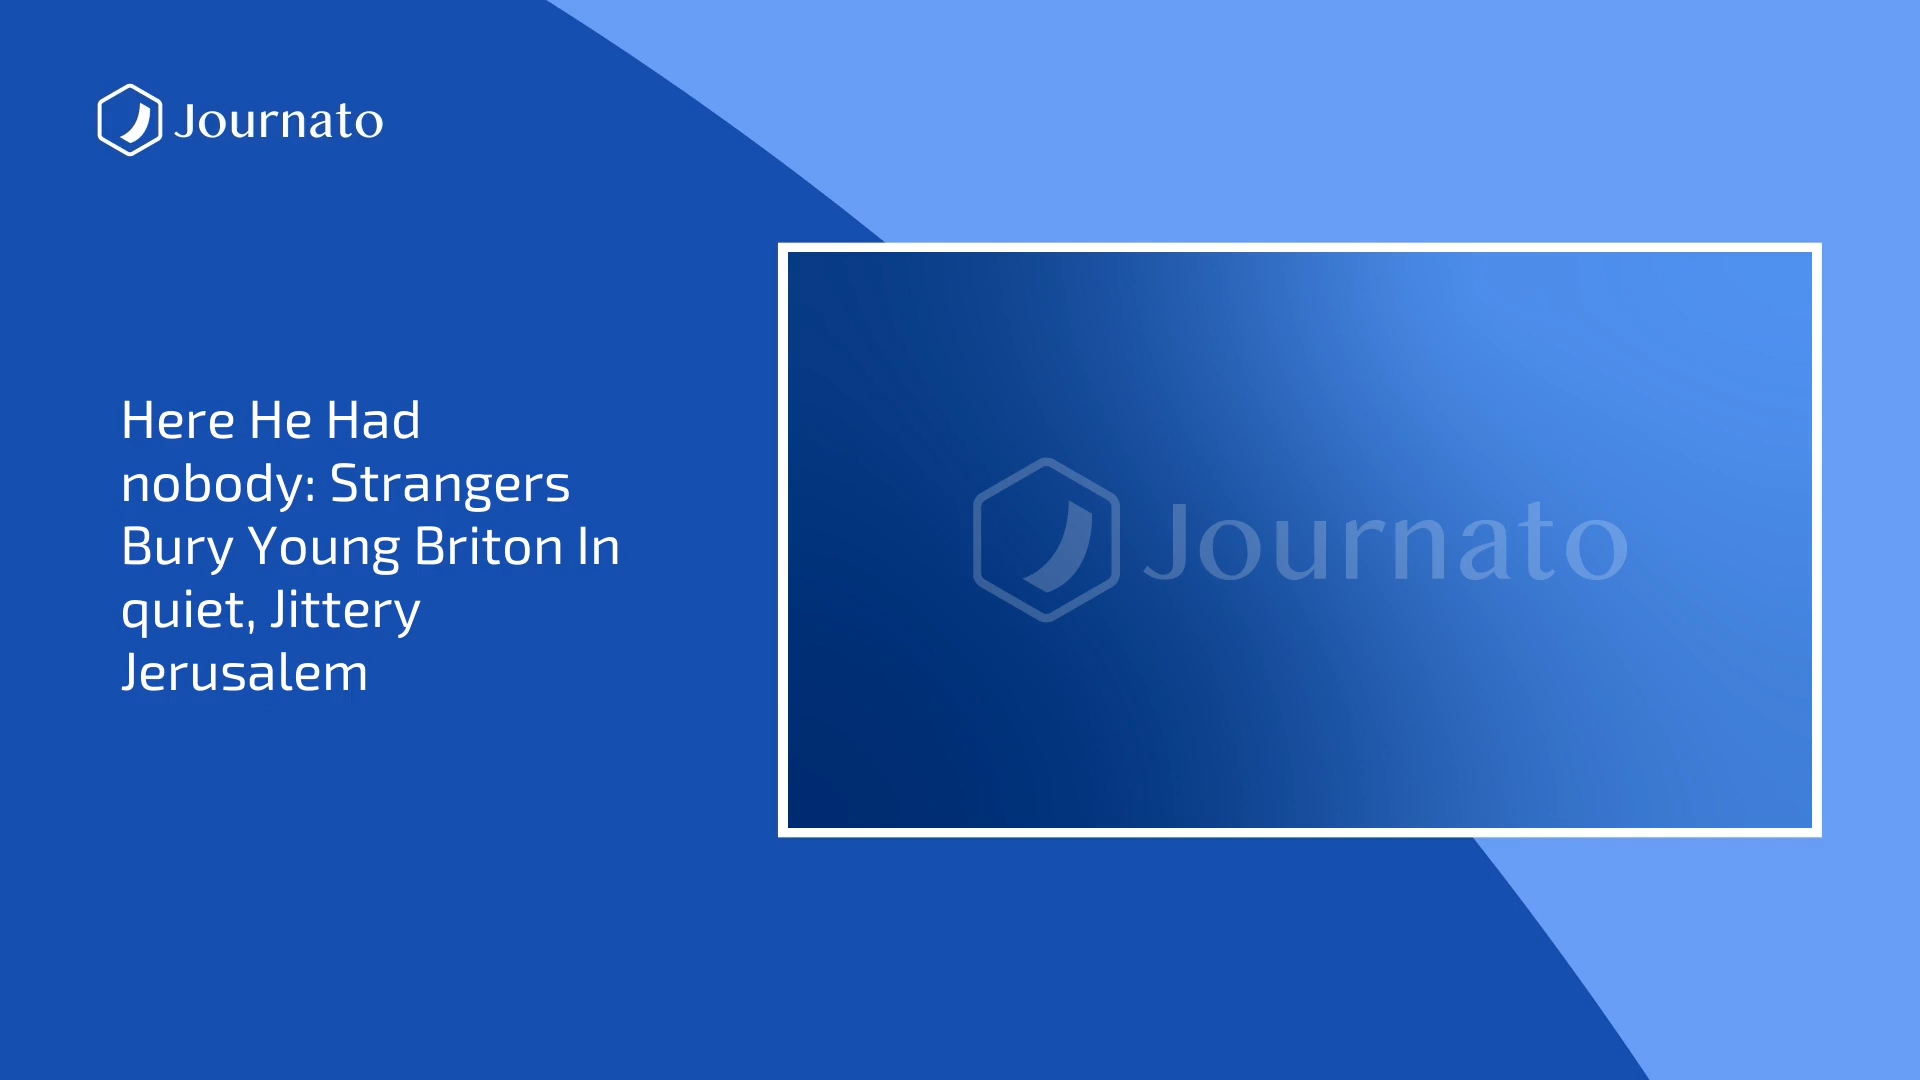 Journato
Here He Had
nobody: Strangers
Bury Young Briton In
quiet, Jittery
Jerusalem
Journato